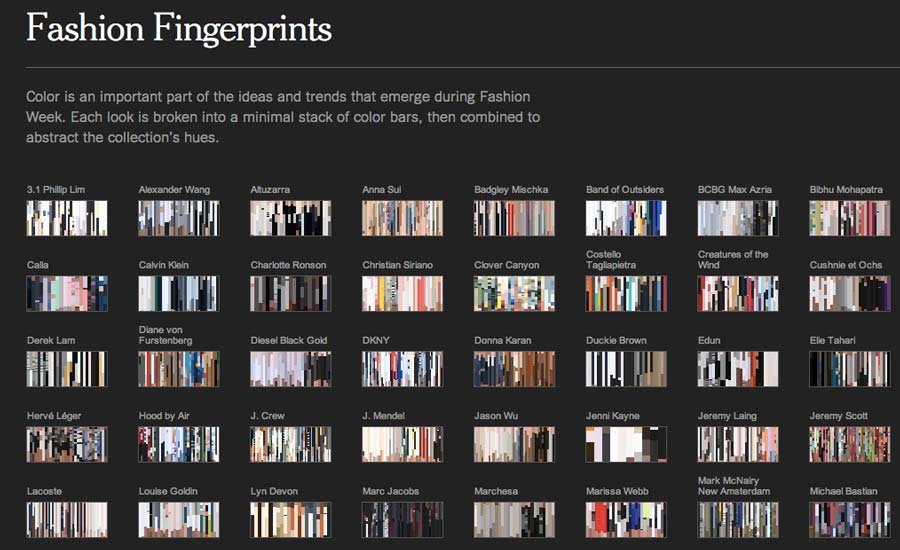 Fashion Fingerprints
Color is an important part of the ideas and trends that emerge during Fashion
Week. Each look is broken into a minimal stack of color bars, then combined to
abstract the collection's hues.
3.1 Phillip Lim
Alexander Wang
Altuzarra
Anna Sui
Badgley Mischka
Band of Outsiders
BCBG Max Azria
Bibhu Mohapatra
Calla
Calvin Klein
Charlotte Ronson
Christian Siriano
Clover Canyon
Costello
Tagliapietra
Creatures of the
Wind
Cushnie et Ochs
Derek Lam
Diane von
Furstenberg
Diesel Black Gold
DKNY
Donna Karan
Duckie Brown
Edun
Elie Tahari
Hervé Léger
Hood by Air
J. Crew
J. Mendel
Jason Wu
Jenni Kayne
Jeremy Laing
Jeremy Scott
Lacoste
Louise Goldin
Lyn Devon
Marc Jacobs
Marchesa
Marissa Webb
Mark McNairy
New Amsterdam
Michael Bastian